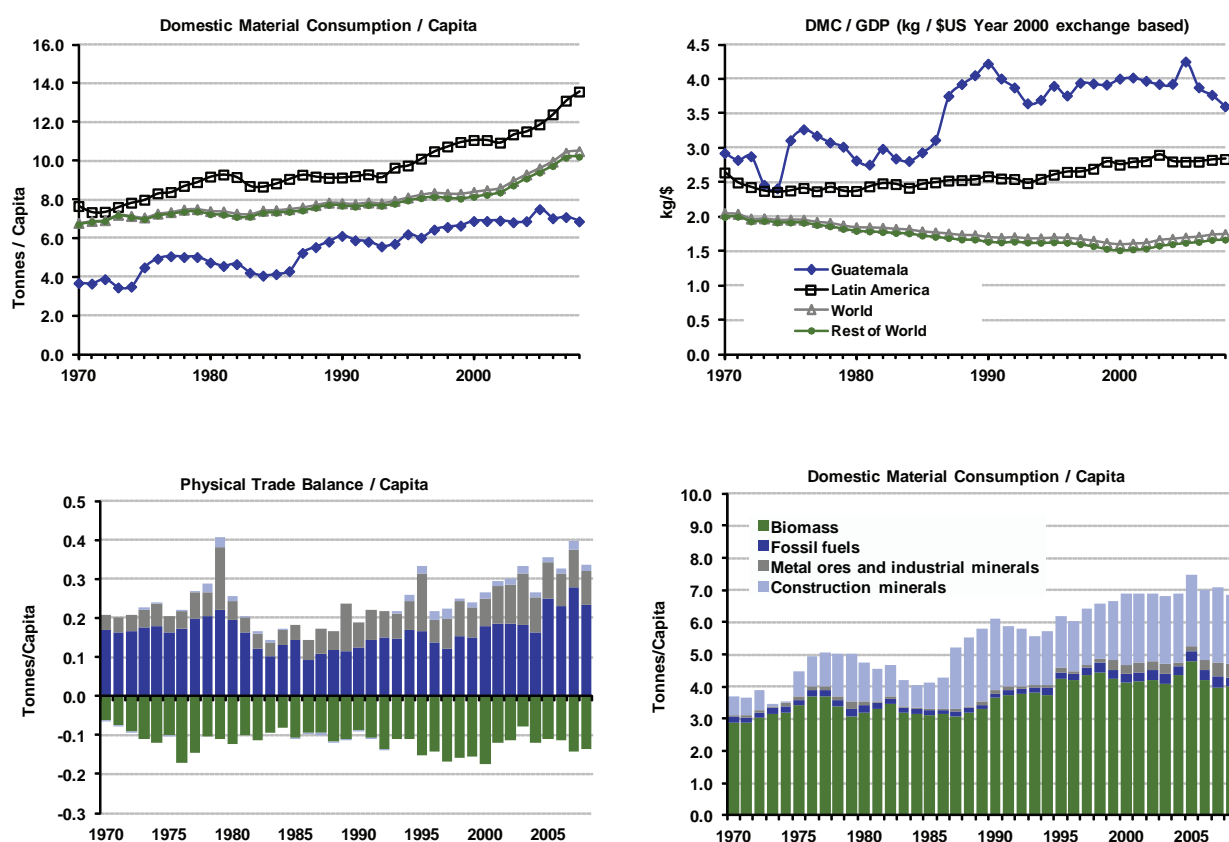 Domestic Material Consumption / Capita
16.0
14.0
12.0
10.0
8.0
6.0
4.0
2.0
0.0
Tonnes / Capita
1970 1980 1990 2000
DMC / GDP (kg / $US Year 2000 exchange based)
4.5
4.0
3.5
3.0
2.5
2.0
1.5
1.0
0.5
0.0
kg/$
Guatemala
Latin America
World
Rest of World
1970 1980 1990 2000
Physical Trade Balance / Capita
0.5
0.4
0.3
0.2
0.1
0.0
-0.1
-0.2
-0.3
Tonnes/Capita
1970 1975 1980 1985 1990 1995 2000 2005
Domestic Material Consumption / Capita
10.0
9.0
8.0
7.0
6.0
5.0
4.0
3.0
2.0
1.0
0.0
Tonnes/Capita
Biomass
Fossil fuels
Metal ores and industrial minerals
Construction minerals
1970 1975 1980 1985 1990 1995 2000 2005